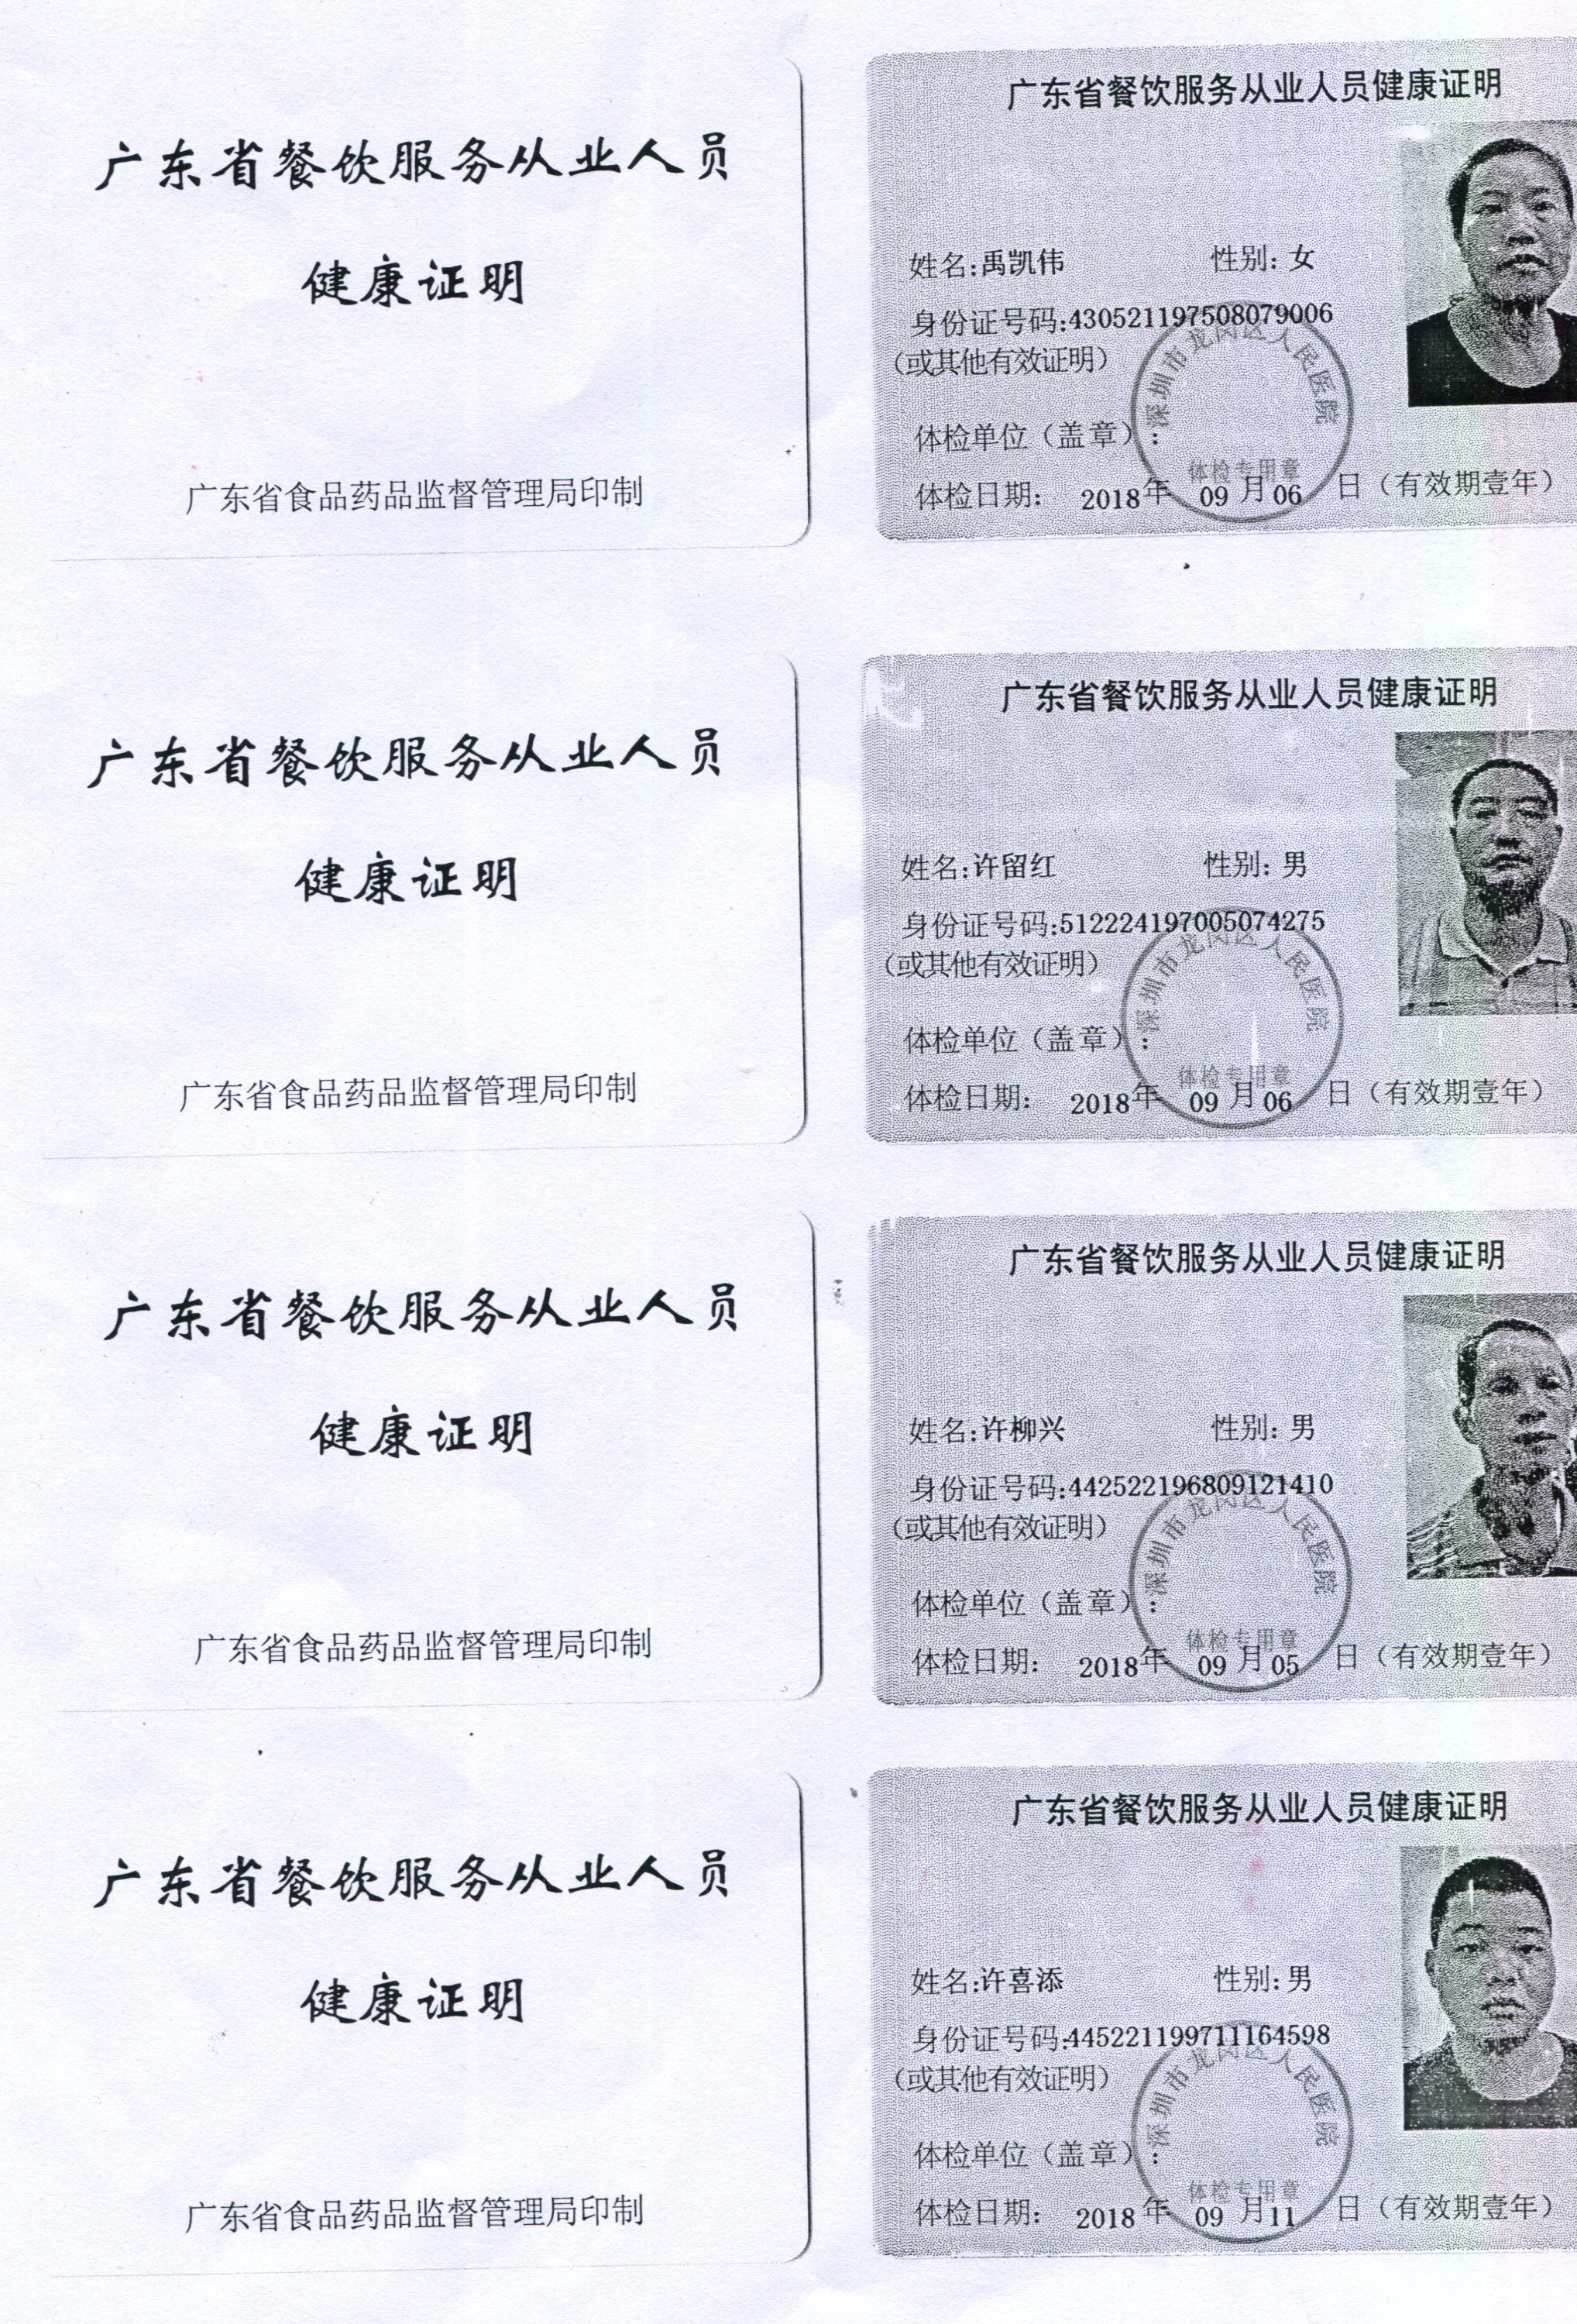 广东省餐饮服务从业人员
健康证明
广东省食品药品监督管理局印制
广东省餐饮服务从业人员健康证明
姓名:禹凯伟 性别: 女
身份证号码:430521197508079006
(或其他有效证明)
深圳市龙岗区人民医院
体检单位(盖章):
体检专用章
体检日期: 2018年 09月06 日(有效期壹年)
广东省餐饮服务从业人员
健康证明
广东省食品药品监督管理局印制
广东省餐饮服务从业人员健康证明
姓名:许留红 性别: 男
身份证号码:512224197005074275
(或其他有效证明)
深圳市龙岗区人民医院
体检单位(盖章):
体检专用章
体检日期: 2018年 09月06 日(有效期壹年)
广东省餐饮服务从业人员
健康证明
广东省食品药品监督管理局印制
广东省餐饮服务从业人员健康证明
姓名:许柳兴 性别: 男
身份证号码:442522196809121410
(或其他有效证明)
深圳市龙岗区人民医院
体检单位(盖章):
体检专用章
体检日期: 2018年 09月05 日(有效期壹年)
广东省餐饮服务从业人员
健康证明
广东省食品药品监督管理局印制
广东省餐饮服务从业人员健康证明
姓名:许喜添 性别: 男
身份证号码:445221199711164598
(或其他有效证明)
深圳市龙岗区人民医院
体检单位(盖章):
体检专用章
体检日期: 2018年 09月11 日(有效期壹年)